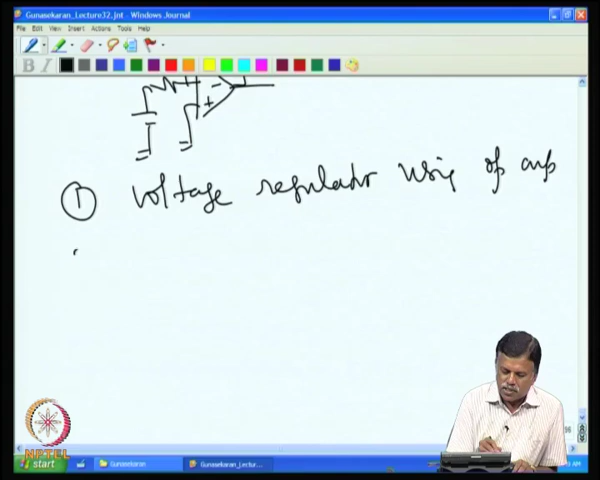 Gunasekaran_Lecture32.jnt - Windows Journal
File Edit View Insert Actions Tools Help
B I
- 
+
① voltage regulator using op amp
NPTEL
start Gunasekaran Gunasekaran_Lectur...